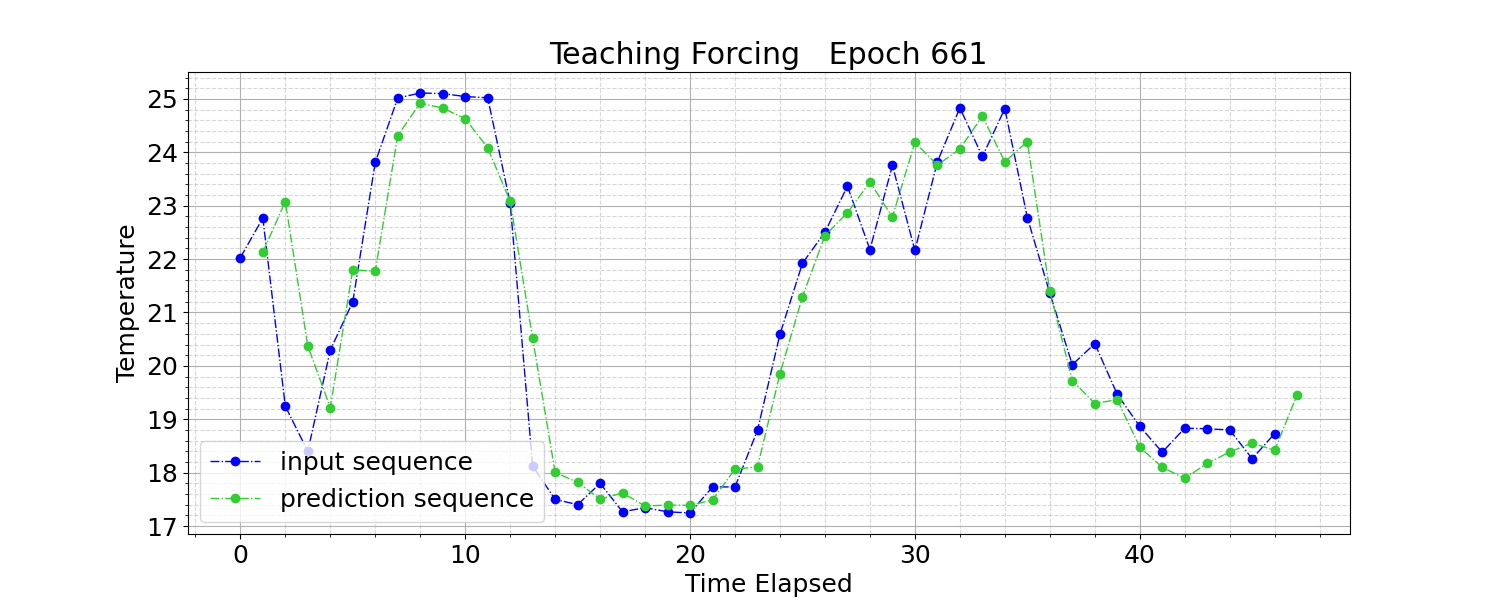 Teaching Forcing   Epoch 661
Temperature
25
24
23
22
21
20
19
18
17
input sequence
prediction sequence
0 10 20 30 40
Time Elapsed